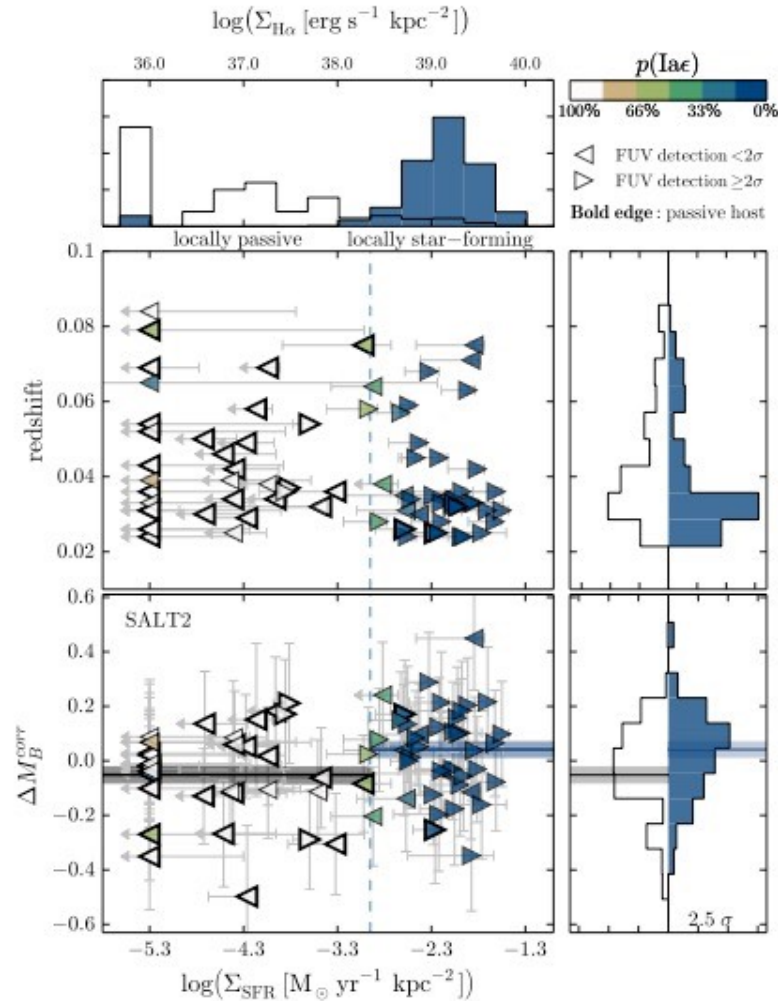 log(Σ_Hα [erg s⁻¹ kpc⁻²])
36.0 37.0 38.0 39.0 40.0
p(Iaϵ)
100% 66% 33% 0%
FUV detection <2σ
FUV detection ≥2σ
Bold edge : passive host
locally passive locally star−forming
0.1
0.08
0.06
0.04
0.02
redshift
0.6
SALT2
0.4
0.2
0.0
−0.2
−0.4
−0.6
ΔM_B^corr
2.5 σ
−5.3 −4.3 −3.3 −2.3 −1.3
log(Σ_SFR [M_⊙ yr⁻¹ kpc⁻²])